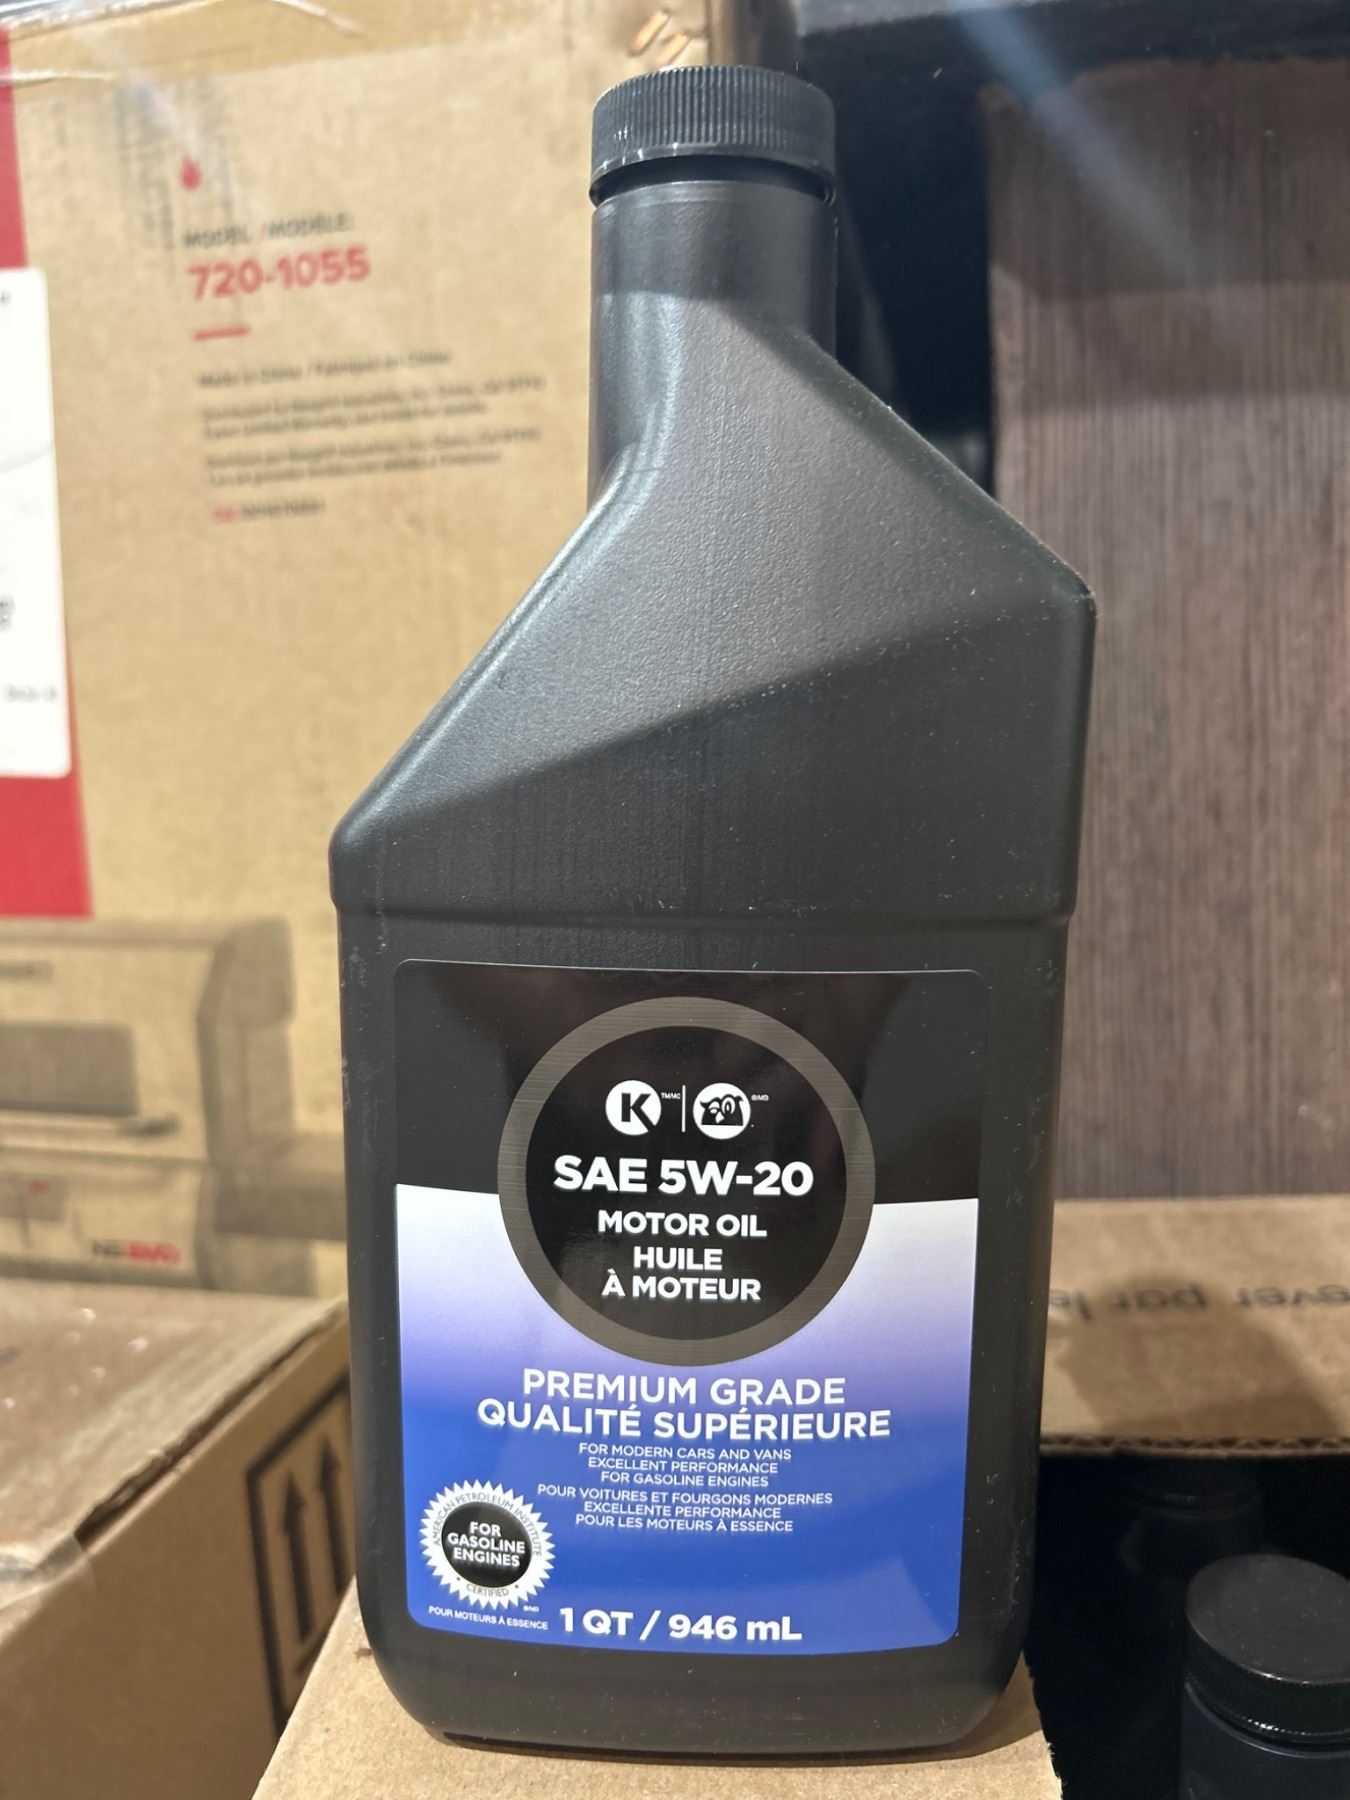 MODEL / MODÈLE:
720-1055
Made in China / Fabriqué en Chine
K TM/MC ®/MD
SAE 5W-20
MOTOR OIL
HUILE
À MOTEUR
PREMIUM GRADE
QUALITÉ SUPÉRIEURE
FOR MODERN CARS AND VANS
EXCELLENT PERFORMANCE
FOR GASOLINE ENGINES
POUR VOITURES ET FOURGONS MODERNES
EXCELLENTE PERFORMANCE
POUR LES MOTEURS À ESSENCE
AMERICAN PETROLEUM INSTITUTE
FOR
GASOLINE
ENGINES
CERTIFIED
®/MD
POUR MOTEURS À ESSENCE
1 QT / 946 mL